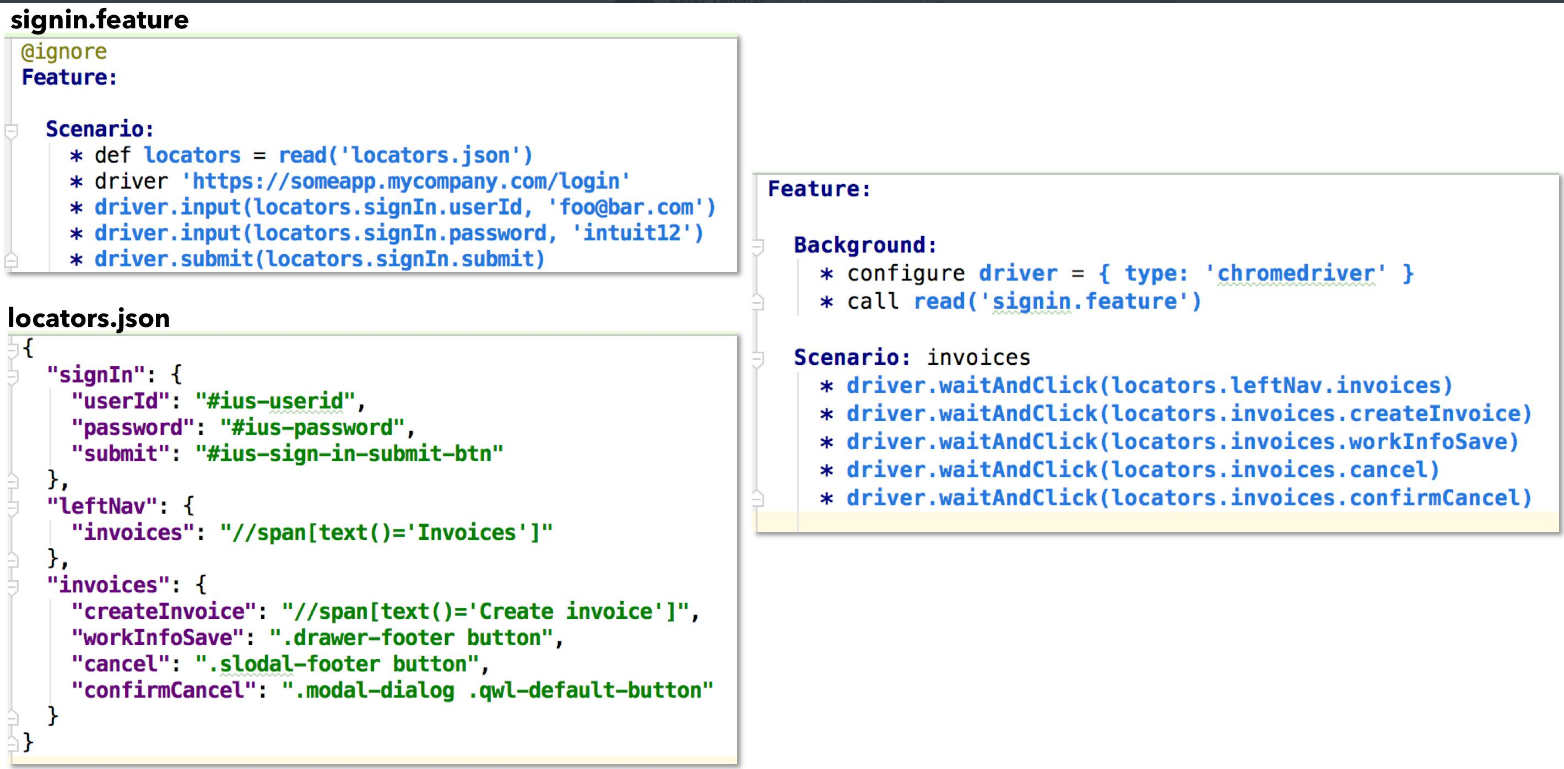 signin.feature
@ignore
Feature:
Scenario:
* def locators = read('locators.json')
* driver 'https://someapp.mycompany.com/login'
* driver.input(locators.signIn.userId, 'foo@bar.com')
* driver.input(locators.signIn.password, 'intuit12')
* driver.submit(locators.signIn.submit)
locators.json
{
"signIn": {
"userId": "#ius-userid",
"password": "#ius-password",
"submit": "#ius-sign-in-submit-btn"
},
"leftNav": {
"invoices": "//span[text()='Invoices']"
},
"invoices": {
"createInvoice": "//span[text()='Create invoice']",
"workInfoSave": ".drawer-footer button",
"cancel": ".slodal-footer button",
"confirmCancel": ".modal-dialog .qwl-default-button"
}
}
Feature:
Background:
* configure driver = { type: 'chromedriver' }
* call read('signin.feature')
Scenario: invoices
* driver.waitAndClick(locators.leftNav.invoices)
* driver.waitAndClick(locators.invoices.createInvoice)
* driver.waitAndClick(locators.invoices.workInfoSave)
* driver.waitAndClick(locators.invoices.cancel)
* driver.waitAndClick(locators.invoices.confirmCancel)